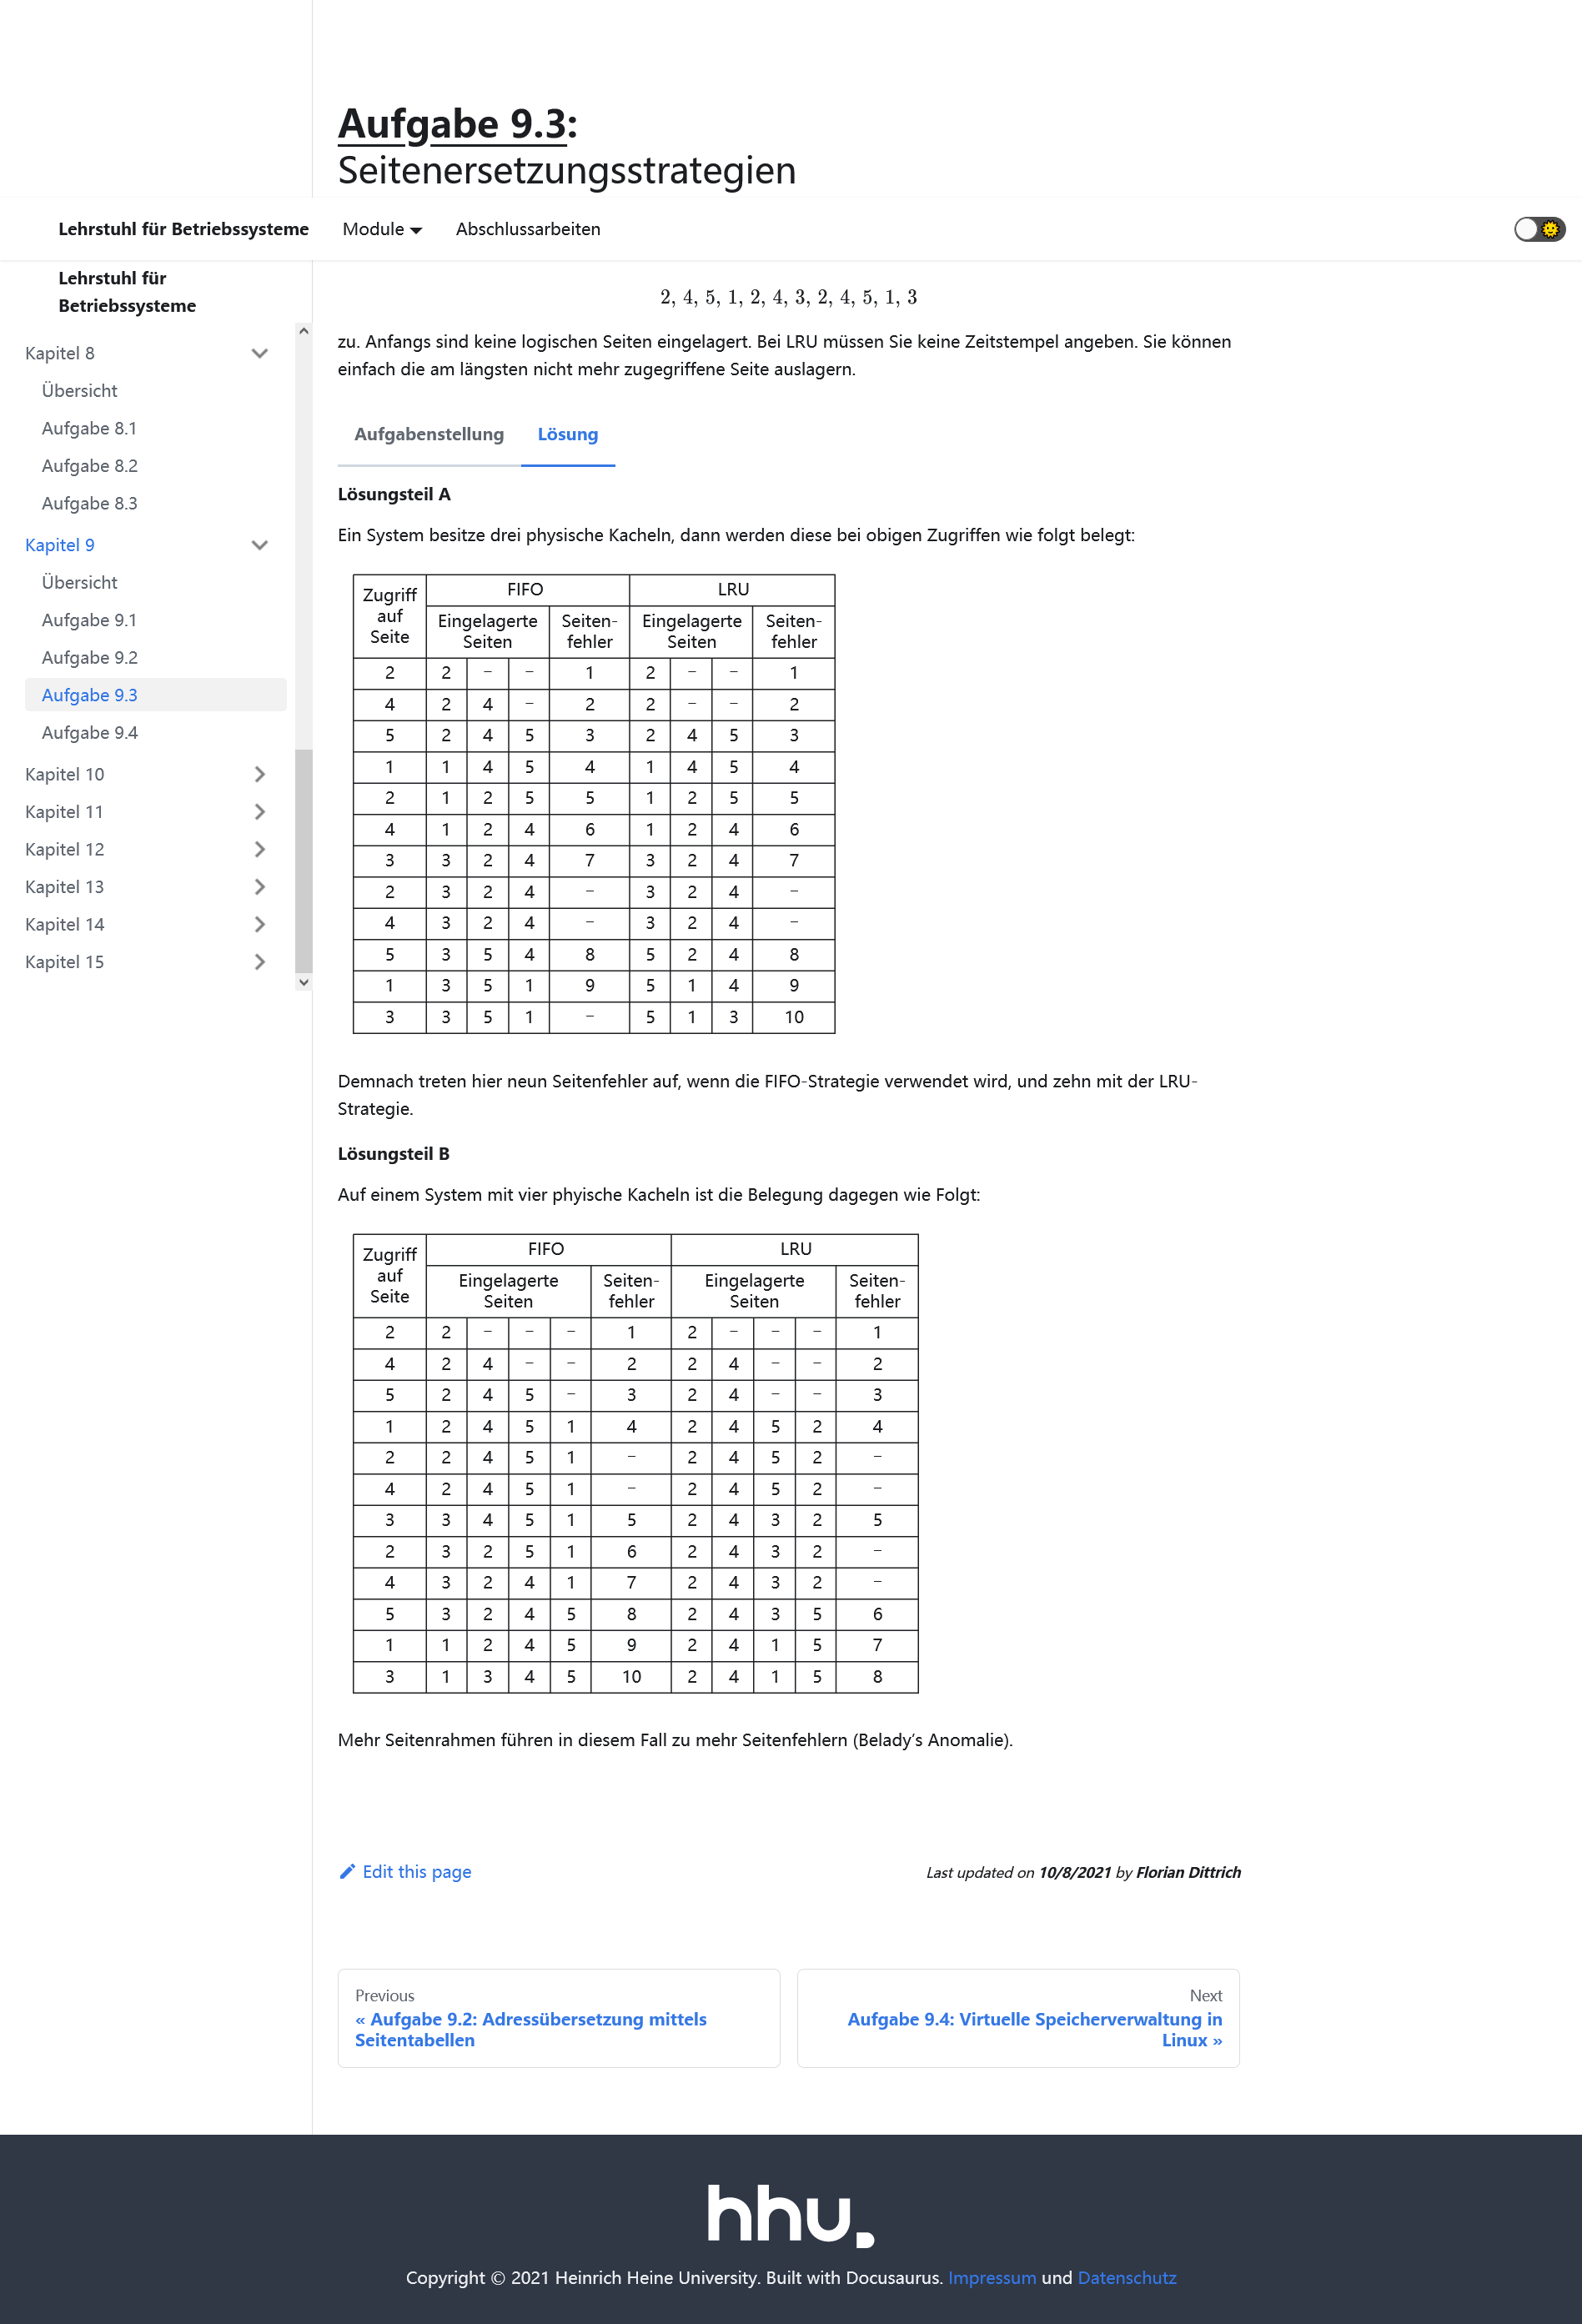 Aufgabe 9.3:
Seitenersetzungsstrategien
Lehrstuhl für Betriebssysteme Module Abschlussarbeiten
Lehrstuhl für
Betriebssysteme
Kapitel 8
Übersicht
Aufgabe 8.1
Aufgabe 8.2
Aufgabe 8.3
Kapitel 9
Übersicht
Aufgabe 9.1
Aufgabe 9.2
Aufgabe 9.3
Aufgabe 9.4
Kapitel 10
Kapitel 11
Kapitel 12
Kapitel 13
Kapitel 14
Kapitel 15
2, 4, 5, 1, 2, 4, 3, 2, 4, 5, 1, 3
zu. Anfangs sind keine logischen Seiten eingelagert. Bei LRU müssen Sie keine Zeitstempel angeben. Sie können
einfach die am längsten nicht mehr zugegriffene Seite auslagern.
Aufgabenstellung Lösung
Lösungsteil A
Ein System besitze drei physische Kacheln, dann werden diese bei obigen Zugriffen wie folgt belegt:
Zugriff auf Seite FIFO LRU
Eingelagerte Seiten Seiten-fehler Eingelagerte Seiten Seiten-fehler
2 2 – – 1 2 – – 1
4 2 4 – 2 2 – – 2
5 2 4 5 3 2 4 5 3
1 1 4 5 4 1 4 5 4
2 1 2 5 5 1 2 5 5
4 1 2 4 6 1 2 4 6
3 3 2 4 7 3 2 4 7
2 3 2 4 – 3 2 4 –
4 3 2 4 – 3 2 4 –
5 3 5 4 8 5 2 4 8
1 3 5 1 9 5 1 4 9
3 3 5 1 – 5 1 3 10
Demnach treten hier neun Seitenfehler auf, wenn die FIFO-Strategie verwendet wird, und zehn mit der LRU-
Strategie.
Lösungsteil B
Auf einem System mit vier phyische Kacheln ist die Belegung dagegen wie Folgt:
Zugriff auf Seite FIFO LRU
Eingelagerte Seiten Seiten-fehler Eingelagerte Seiten Seiten-fehler
2 2 – – – 1 2 – – – 1
4 2 4 – – 2 2 4 – – 2
5 2 4 5 – 3 2 4 – – 3
1 2 4 5 1 4 2 4 5 2 4
2 2 4 5 1 – 2 4 5 2 –
4 2 4 5 1 – 2 4 5 2 –
3 3 4 5 1 5 2 4 3 2 5
2 3 2 5 1 6 2 4 3 2 –
4 3 2 4 1 7 2 4 3 2 –
5 3 2 4 5 8 2 4 3 5 6
1 1 2 4 5 9 2 4 1 5 7
3 1 3 4 5 10 2 4 1 5 8
Mehr Seitenrahmen führen in diesem Fall zu mehr Seitenfehlern (Belady’s Anomalie).
Edit this page Last updated on 10/8/2021 by Florian Dittrich
Previous
« Aufgabe 9.2: Adressübersetzung mittels
Seitentabellen
Next
Aufgabe 9.4: Virtuelle Speicherverwaltung in
Linux »
hhu.
Copyright © 2021 Heinrich Heine University. Built with Docusaurus. Impressum und Datenschutz